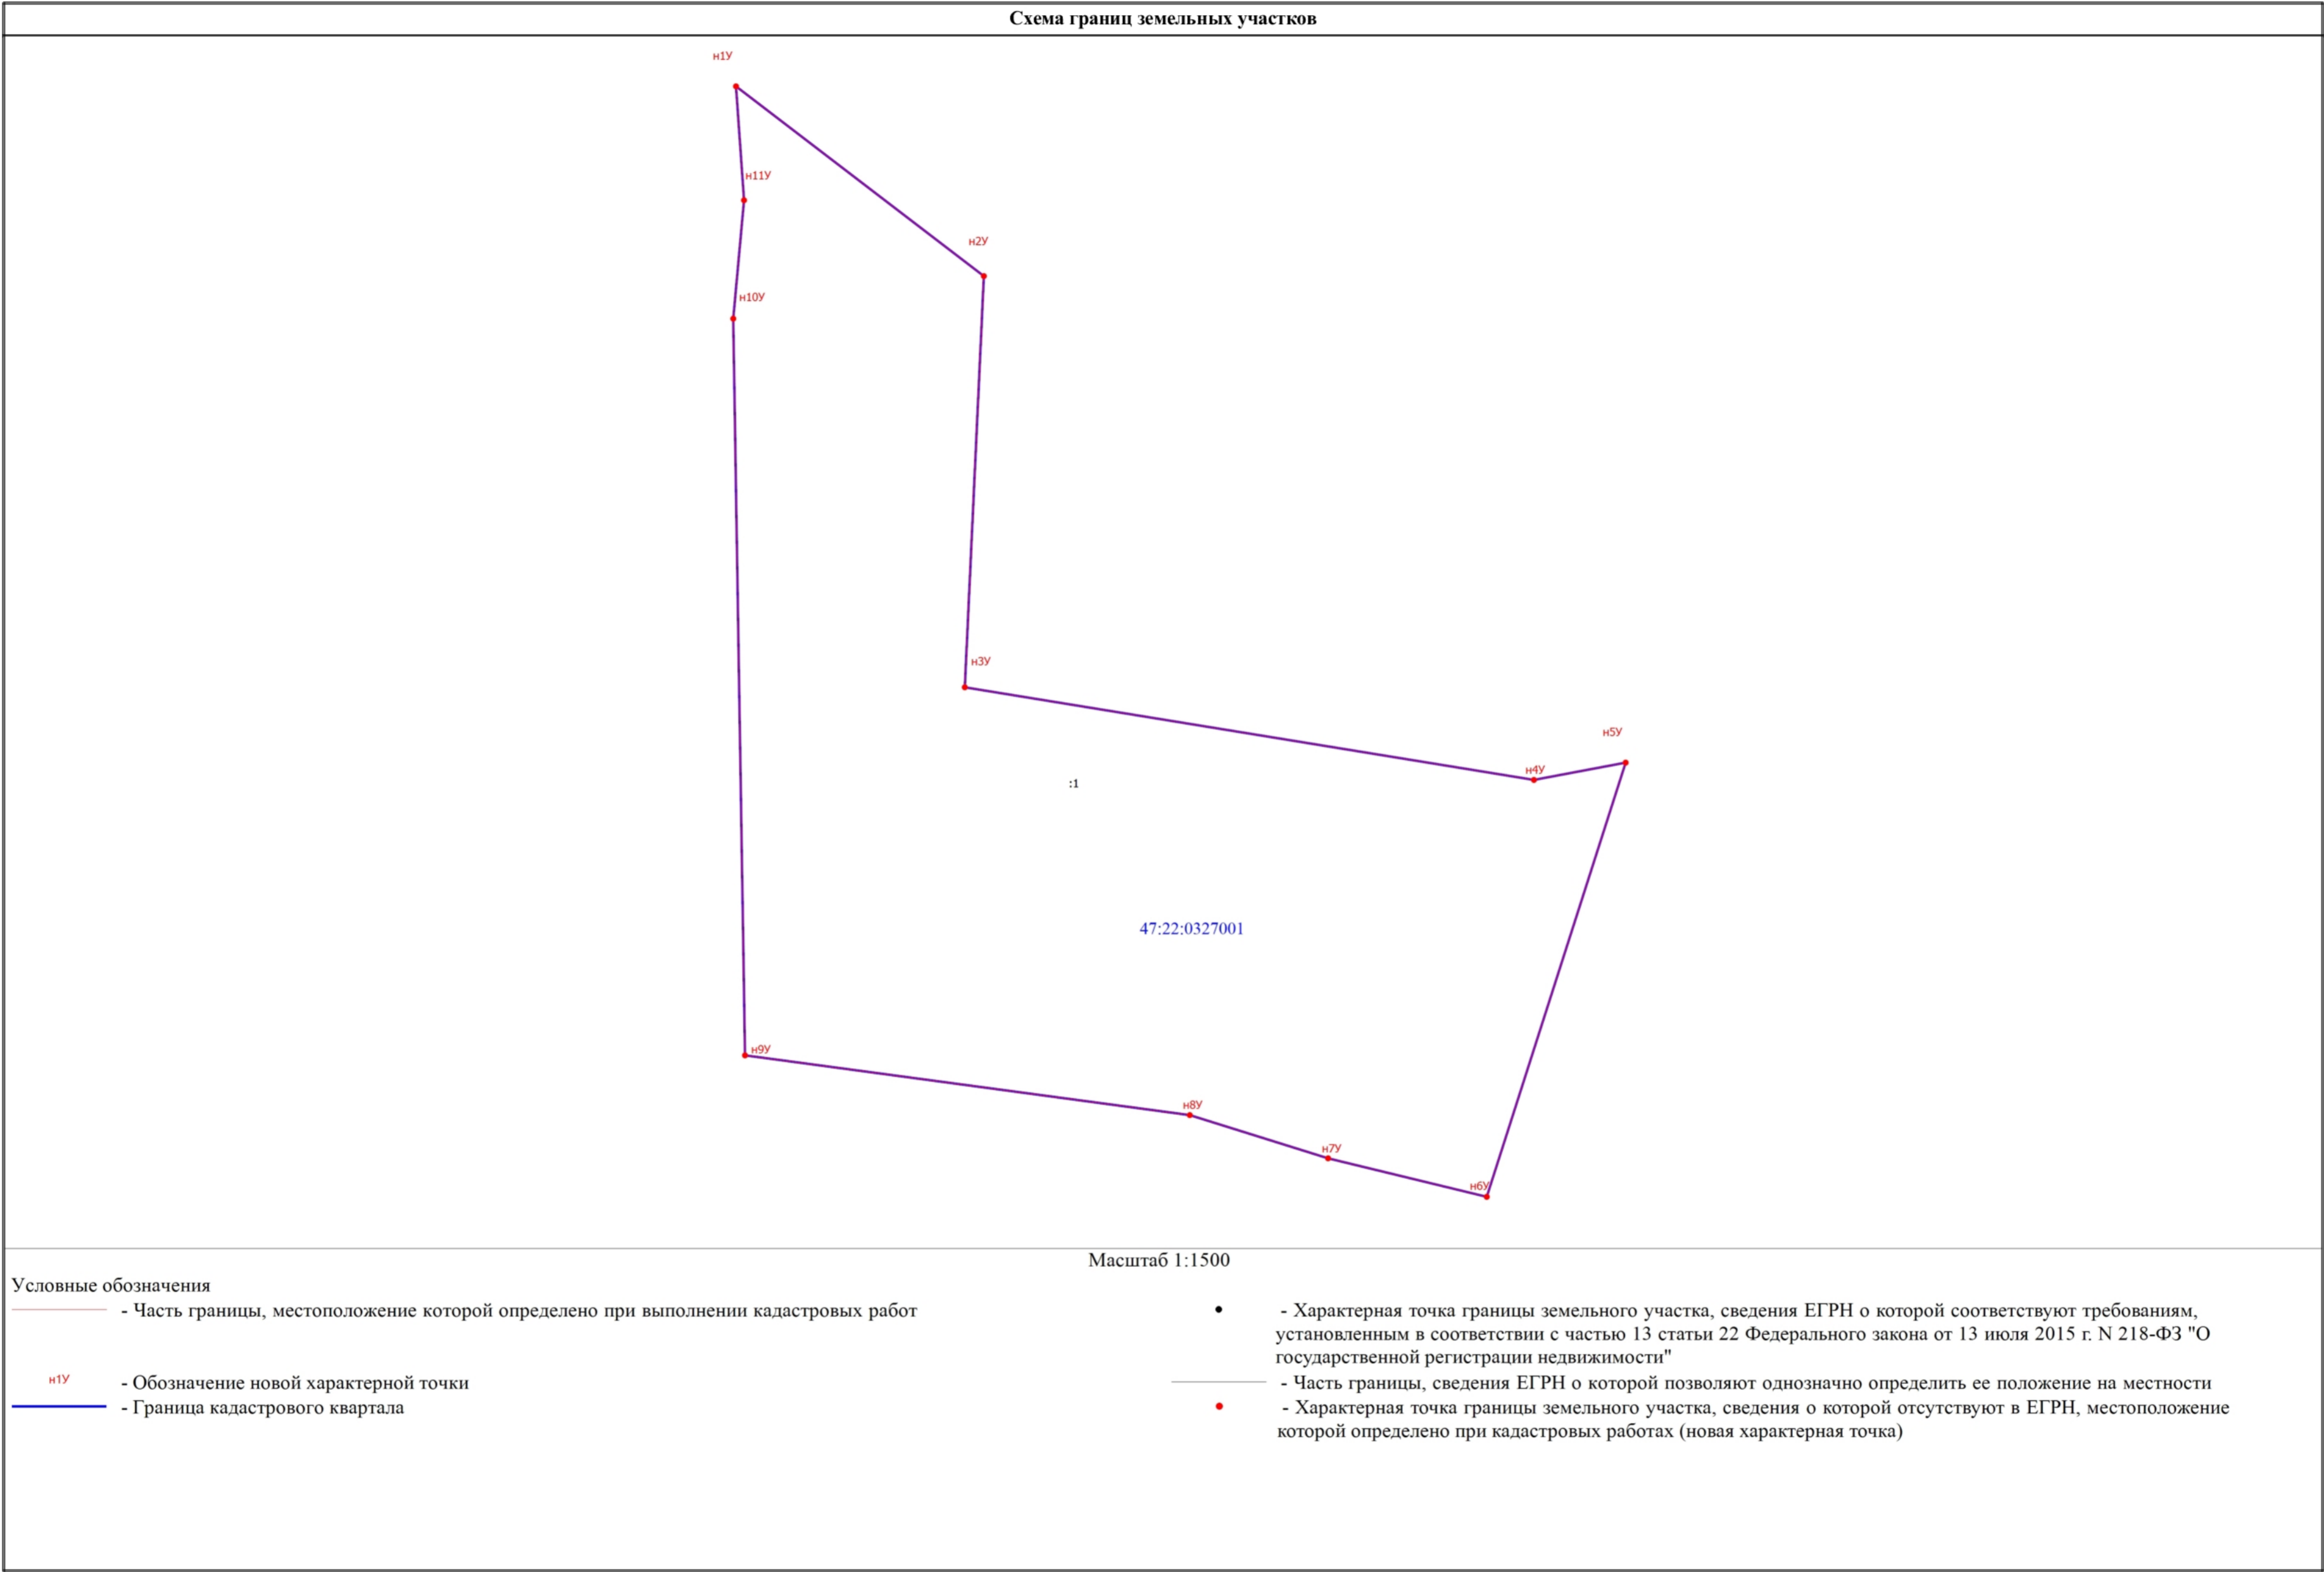 Схема границ земельных участков
н1У
н11У
н2У
н10У
н3У
н5У
н4У
:1
47:22:0327001
н9У
н8У
н7У
н6У
Масштаб 1:1500
Условные обозначения
- Часть границы, местоположение которой определено при выполнении кадастровых работ
н1У - Обозначение новой характерной точки
- Граница кадастрового квартала
- Характерная точка границы земельного участка, сведения ЕГРН о которой соответствуют требованиям,
установленным в соответствии с частью 13 статьи 22 Федерального закона от 13 июля 2015 г. N 218-ФЗ "О
государственной регистрации недвижимости"
- Часть границы, сведения ЕГРН о которой позволяют однозначно определить ее положение на местности
- Характерная точка границы земельного участка, сведения о которой отсутствуют в ЕГРН, местоположение
которой определено при кадастровых работах (новая характерная точка)